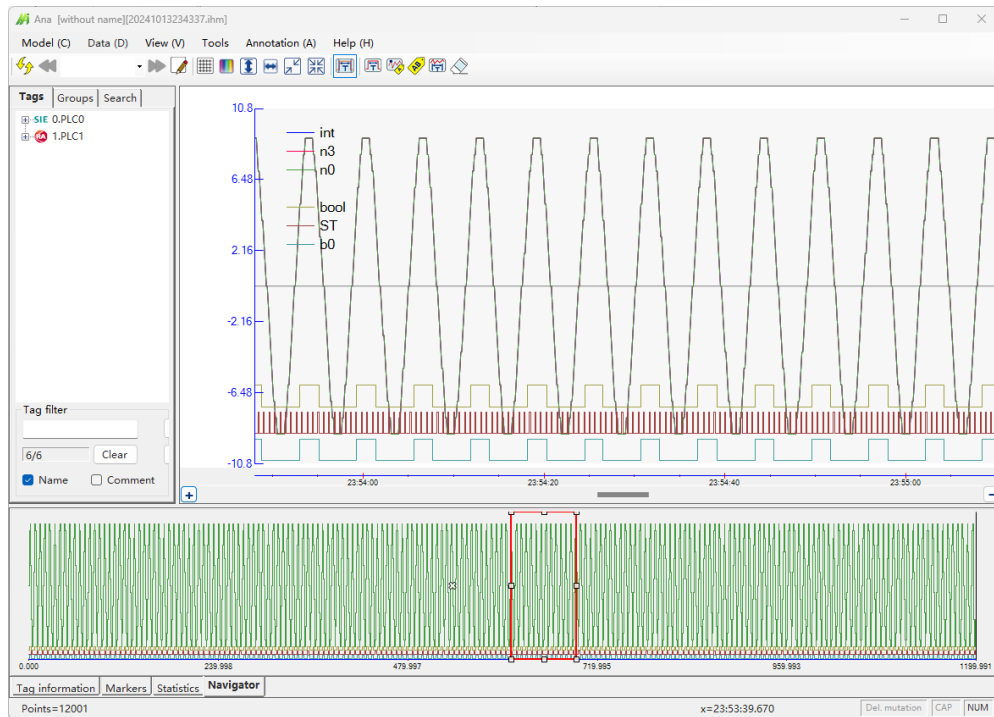 Ana [without name][20241013234337.ihm]
Model (C) Data (D) View (V) Tools Annotation (A) Help (H)
Tags Groups Search
SIE 0.PLC0
RA 1.PLC1
Tag filter
6/6 Clear
Name Comment
10.8
6.48
2.16
-2.16
-6.48
-10.8
int
n3
n0
bool
ST
b0
23:54:00 23:54:20 23:54:40 23:55:00
0.000 239.998 479.997 719.995 959.993 1199.991
Tag information Markers Statistics Navigator
Points=12001 x=23:53:39.670 Del. mutation CAP NUM